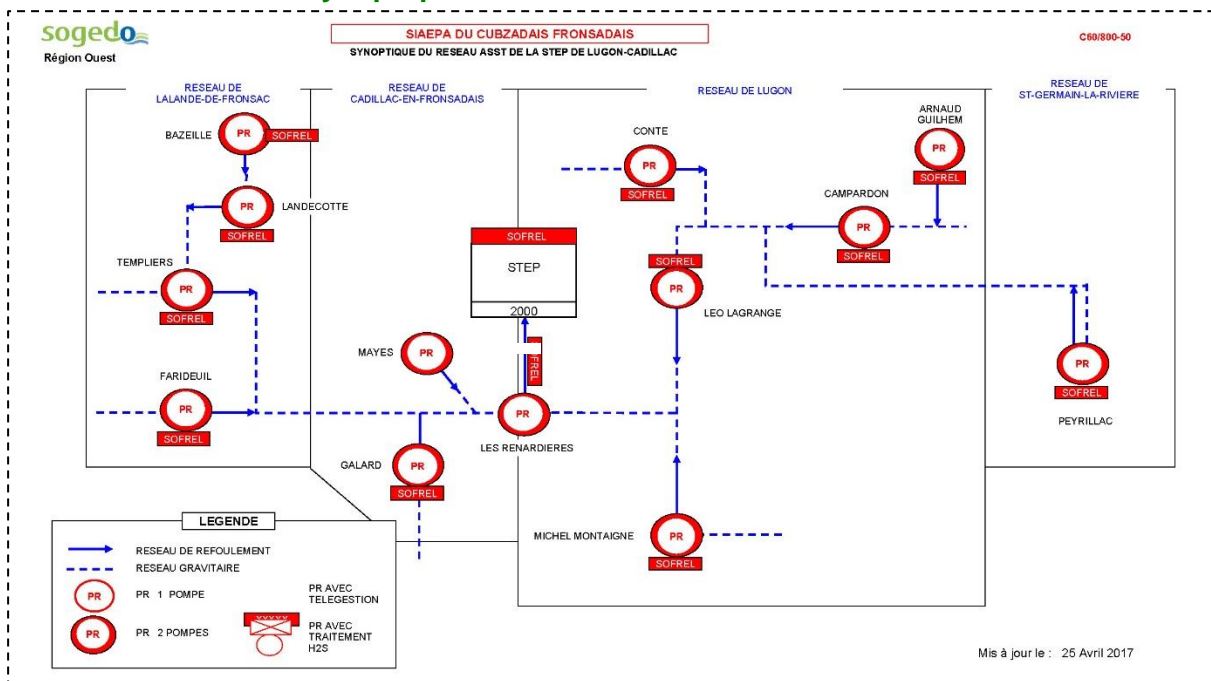 sogedo
Région Ouest
SIAEPA DU CUBZADAIS FRONSADAIS
SYNOPTIQUE DU RESEAU ASST DE LA STEP DE LUGON-CADILLAC
C60/800-50
RESEAU DE
LALANDE-DE-FRONSAC
RESEAU DE
CADILLAC-EN-FRONSADAIS
RESEAU DE LUGON
RESEAU DE
ST-GERMAIN-LA-RIVIERE
BAZEILLE
PR
SOFREL
PR
LANDECOTTE
SOFREL
TEMPLIERS
PR
SOFREL
FARIDEUIL
PR
SOFREL
MAYES
PR
GALARD
PR
SOFREL
SOFREL
STEP
2000
SOFREL
PR
LES RENARDIERES
CONTE
PR
SOFREL
ARNAUD
GUILHEM
PR
SOFREL
CAMPARDON
PR
SOFREL
SOFREL
PR
LEO LAGRANGE
MICHEL MONTAIGNE
PR
SOFREL
PR
SOFREL
PEYRILLAC
LEGENDE
RESEAU DE REFOULEMENT
RESEAU GRAVITAIRE
PR
PR 1 POMPE
PR AVEC
TELEGESTION
PR
PR 2 POMPES
PR AVEC
TRAITEMENT
H2S
Mis à jour le : 25 Avril 2017